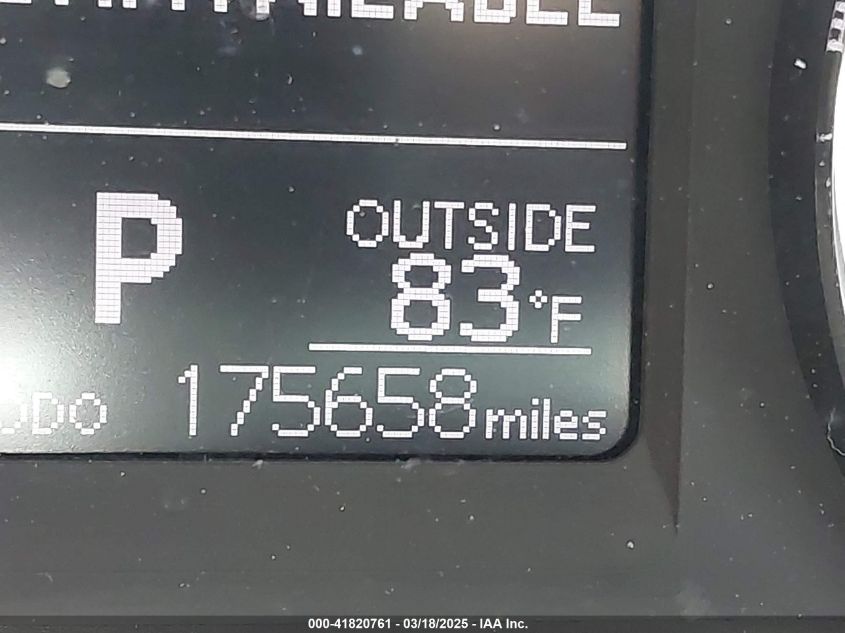 P
OUTSIDE
83°F
ODO 175658 miles
000-41820761 - 03/18/2025 - IAA Inc.